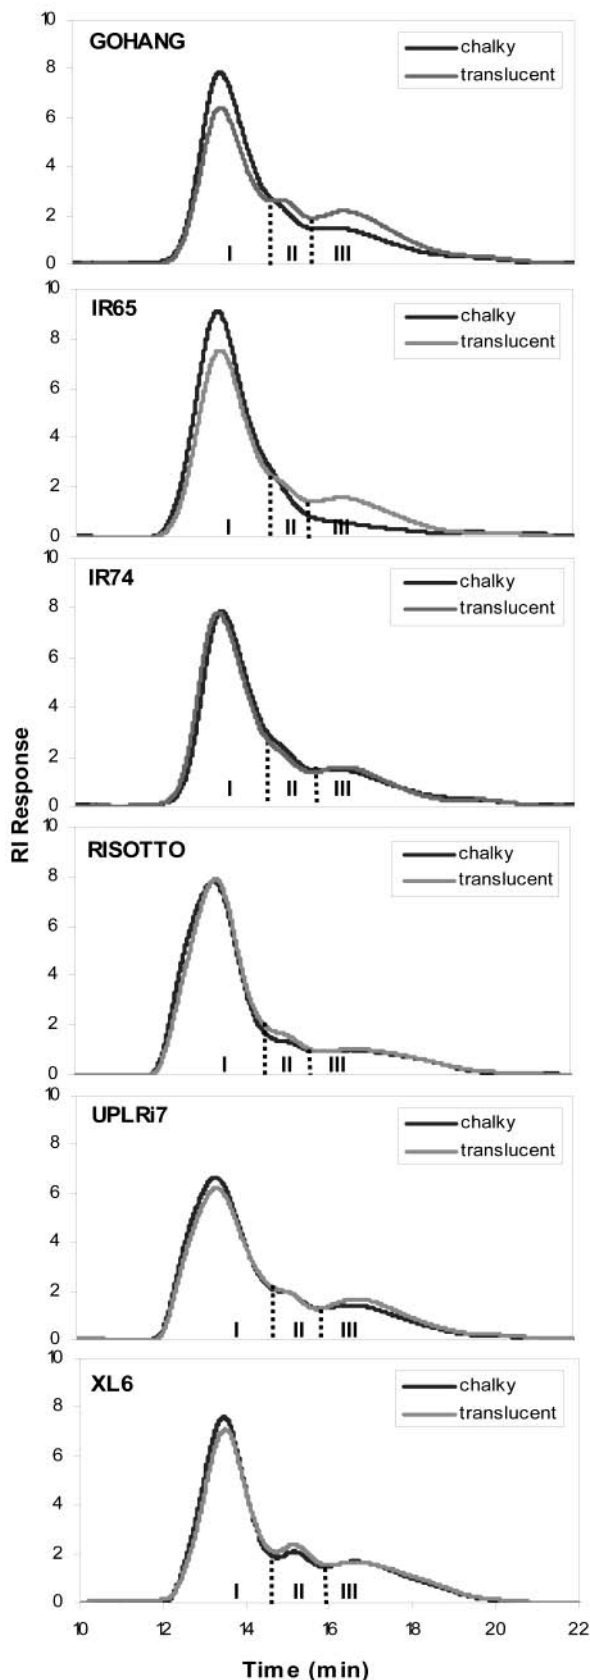 10
GOHANG
chalky
translucent
8
6
4
2
0
I II III
10
IR65
chalky
translucent
8
6
4
2
0
I II III
10
IR74
chalky
translucent
8
6
4
2
0
I II III
RI Response
10
RISOTTO
chalky
translucent
8
6
4
2
0
I II III
10
UPLRi7
chalky
translucent
8
6
4
2
0
I II III
10
XL6
chalky
translucent
8
6
4
2
0
I II III
10 12 14 16 18 20 22
Time (min)